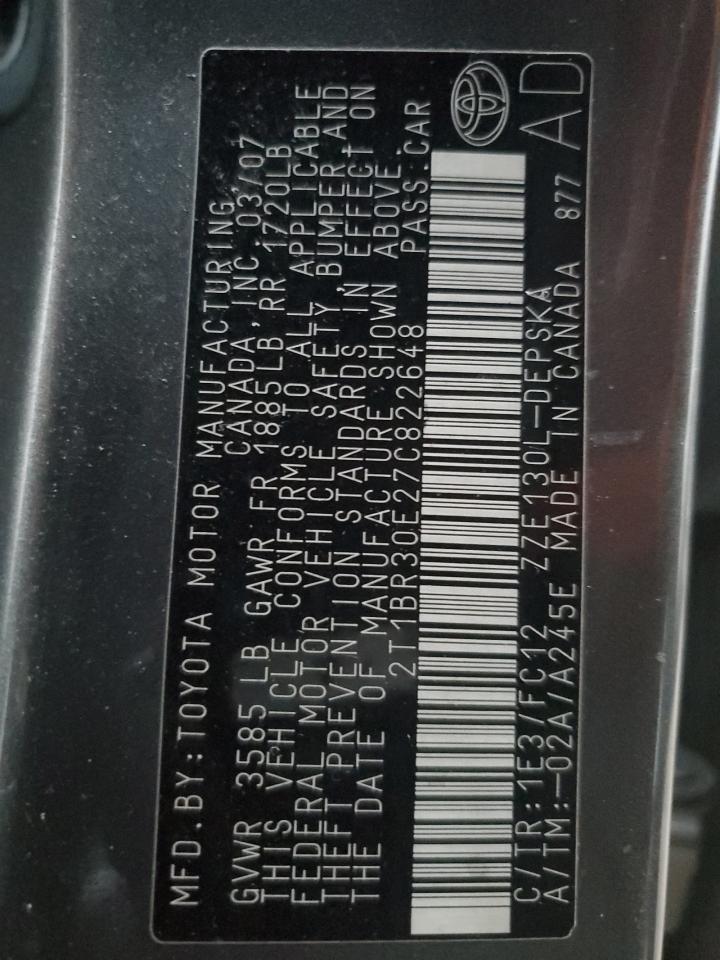 MFD.BY:TOYOTA MOTOR MANUFACTURING
CANADA,INC. 03/07
GVWR 3585 LB GAWR FR 1885LB RR 1720LB
THIS VEHICLE CONFORMS TO ALL APPLICABLE
FEDERAL MOTOR VEHICLE SAFETY,BUMPER,AND
THEFT PREVENTION STANDARDS IN EFFECT ON
THE DATE OF MANUFACTURE SHOWN ABOVE.
2T1BR30E27C822648 PASS.CAR
C/TR:1E3/FC12 ZZE130L-DEPSKA
A/TM:-02A/A245E MADE IN CANADA 877
AD